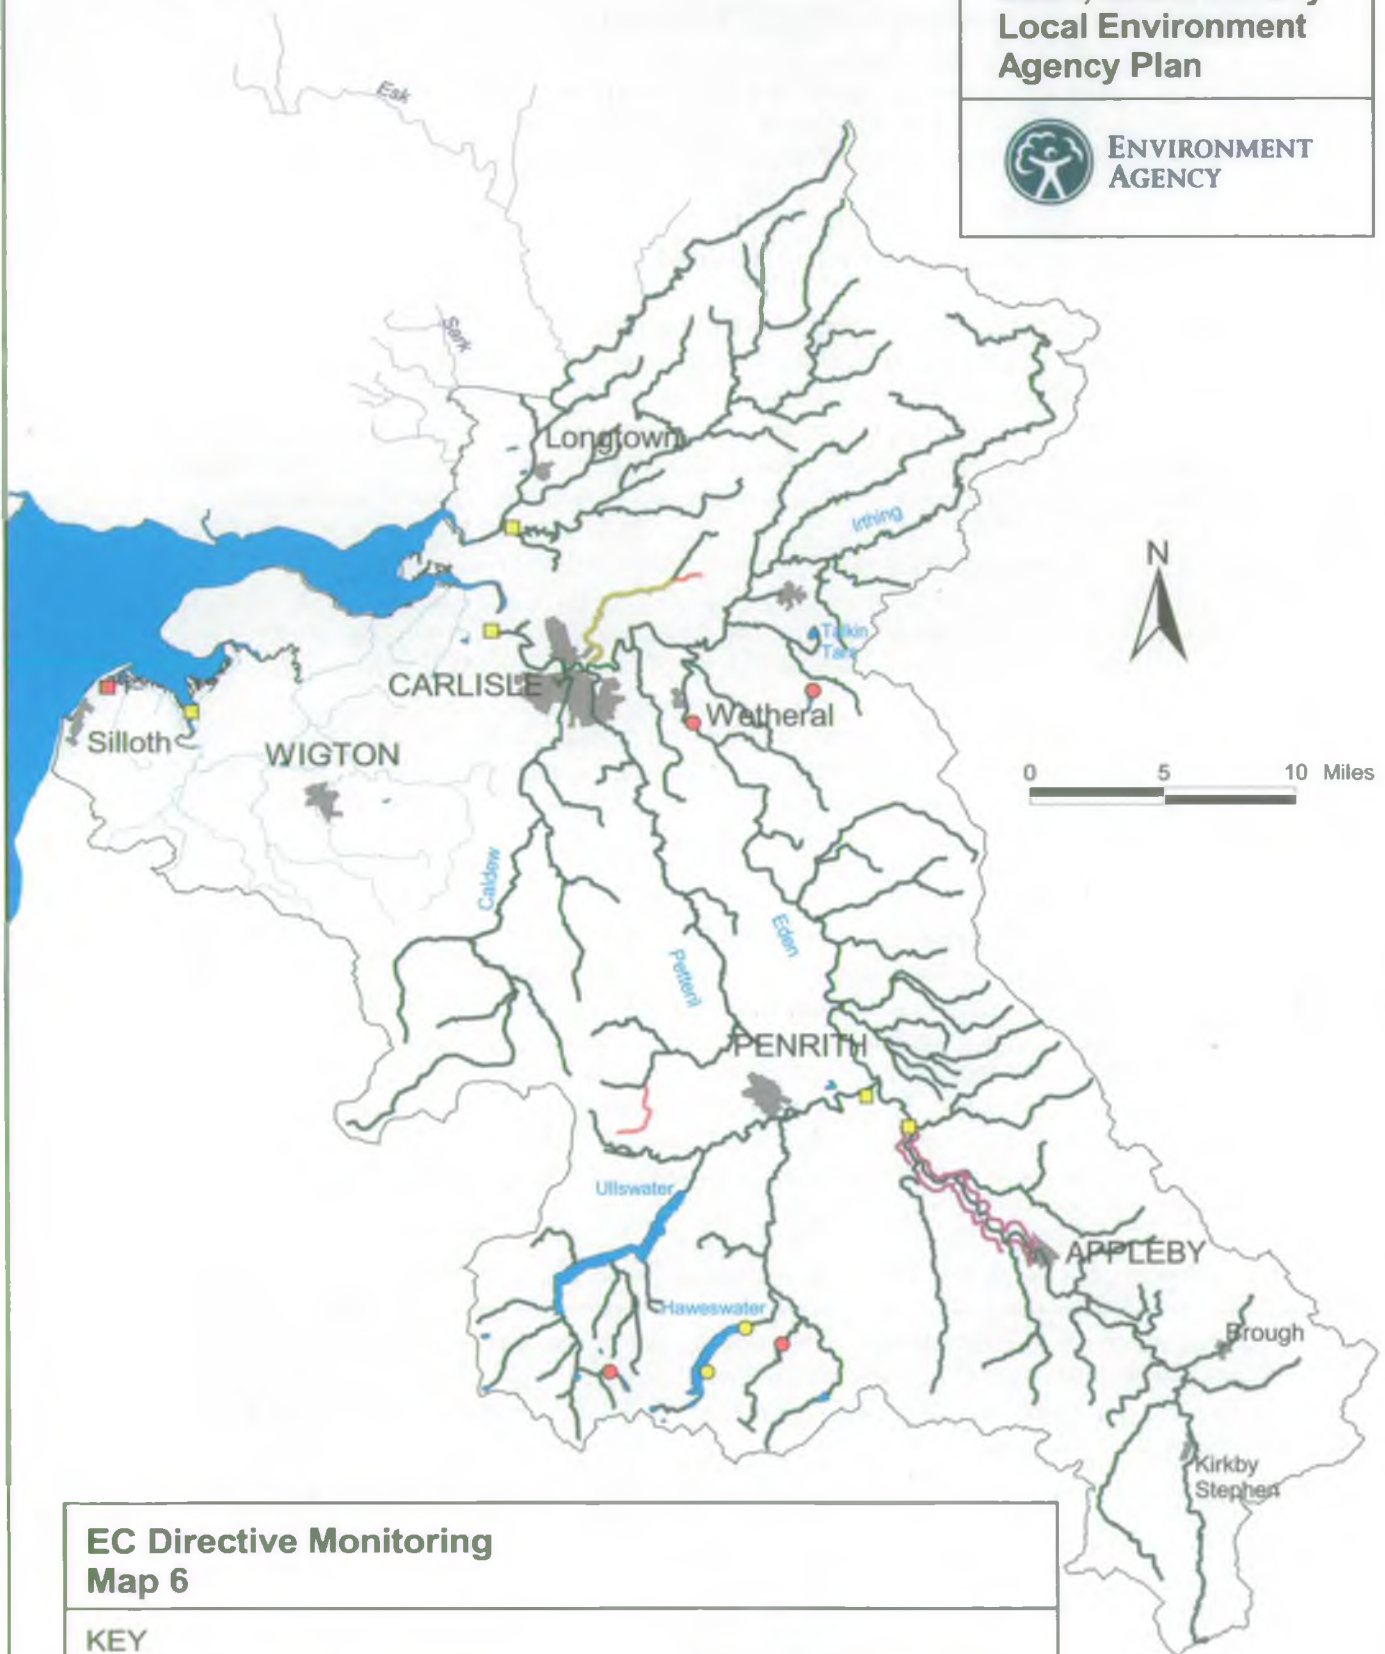 Local Environment
Agency Plan
ENVIRONMENT
AGENCY
Esk
Sark
Longtown
Irthing
N
Talkin
Tarn
CARLISLE
Wetheral
Silloth
WIGTON
0 5 10 Miles
Caldew
Eden
Petteril
PENRITH
Ullswater
APPLEBY
Haweswater
Brough
Kirkby
Stephen
EC Directive Monitoring
Map 6
KEY